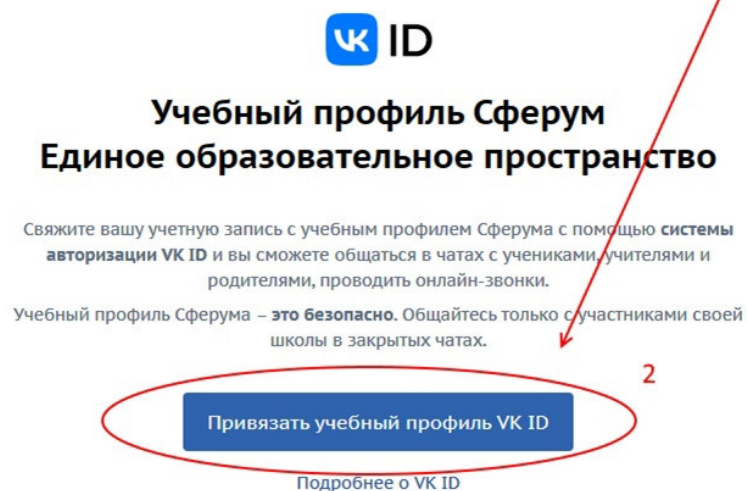 VK ID
Учебный профиль Сферум
Единое образовательное пространство
Свяжите вашу учетную запись с учебным профилем Сферума с помощью системы
авторизации VK ID и вы сможете общаться в чатах с учениками, учителями и
родителями, проводить онлайн-звонки.
Учебный профиль Сферума – это безопасно. Общайтесь только с участниками своей
школы в закрытых чатах.
2
Привязать учебный профиль VK ID
Подробнее о VK ID